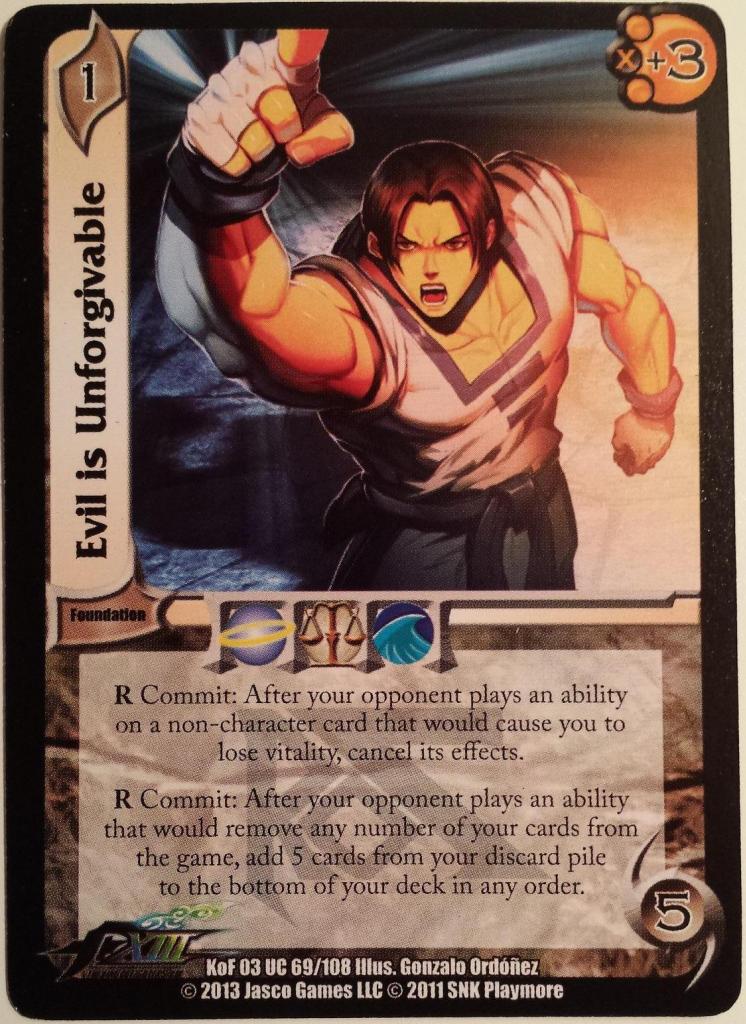 1
X +3
Evil is Unforgivable
Foundation
R Commit: After your opponent plays an ability
on a non-character card that would cause you to
lose vitality, cancel its effects.
R Commit: After your opponent plays an ability
that would remove any number of your cards from
the game, add 5 cards from your discard pile
to the bottom of your deck in any order.
5
XIII
KoF 03 UC 69/108 Illus. Gonzalo Ordóñez
© 2013 Jasco Games LLC © 2011 SNK Playmore